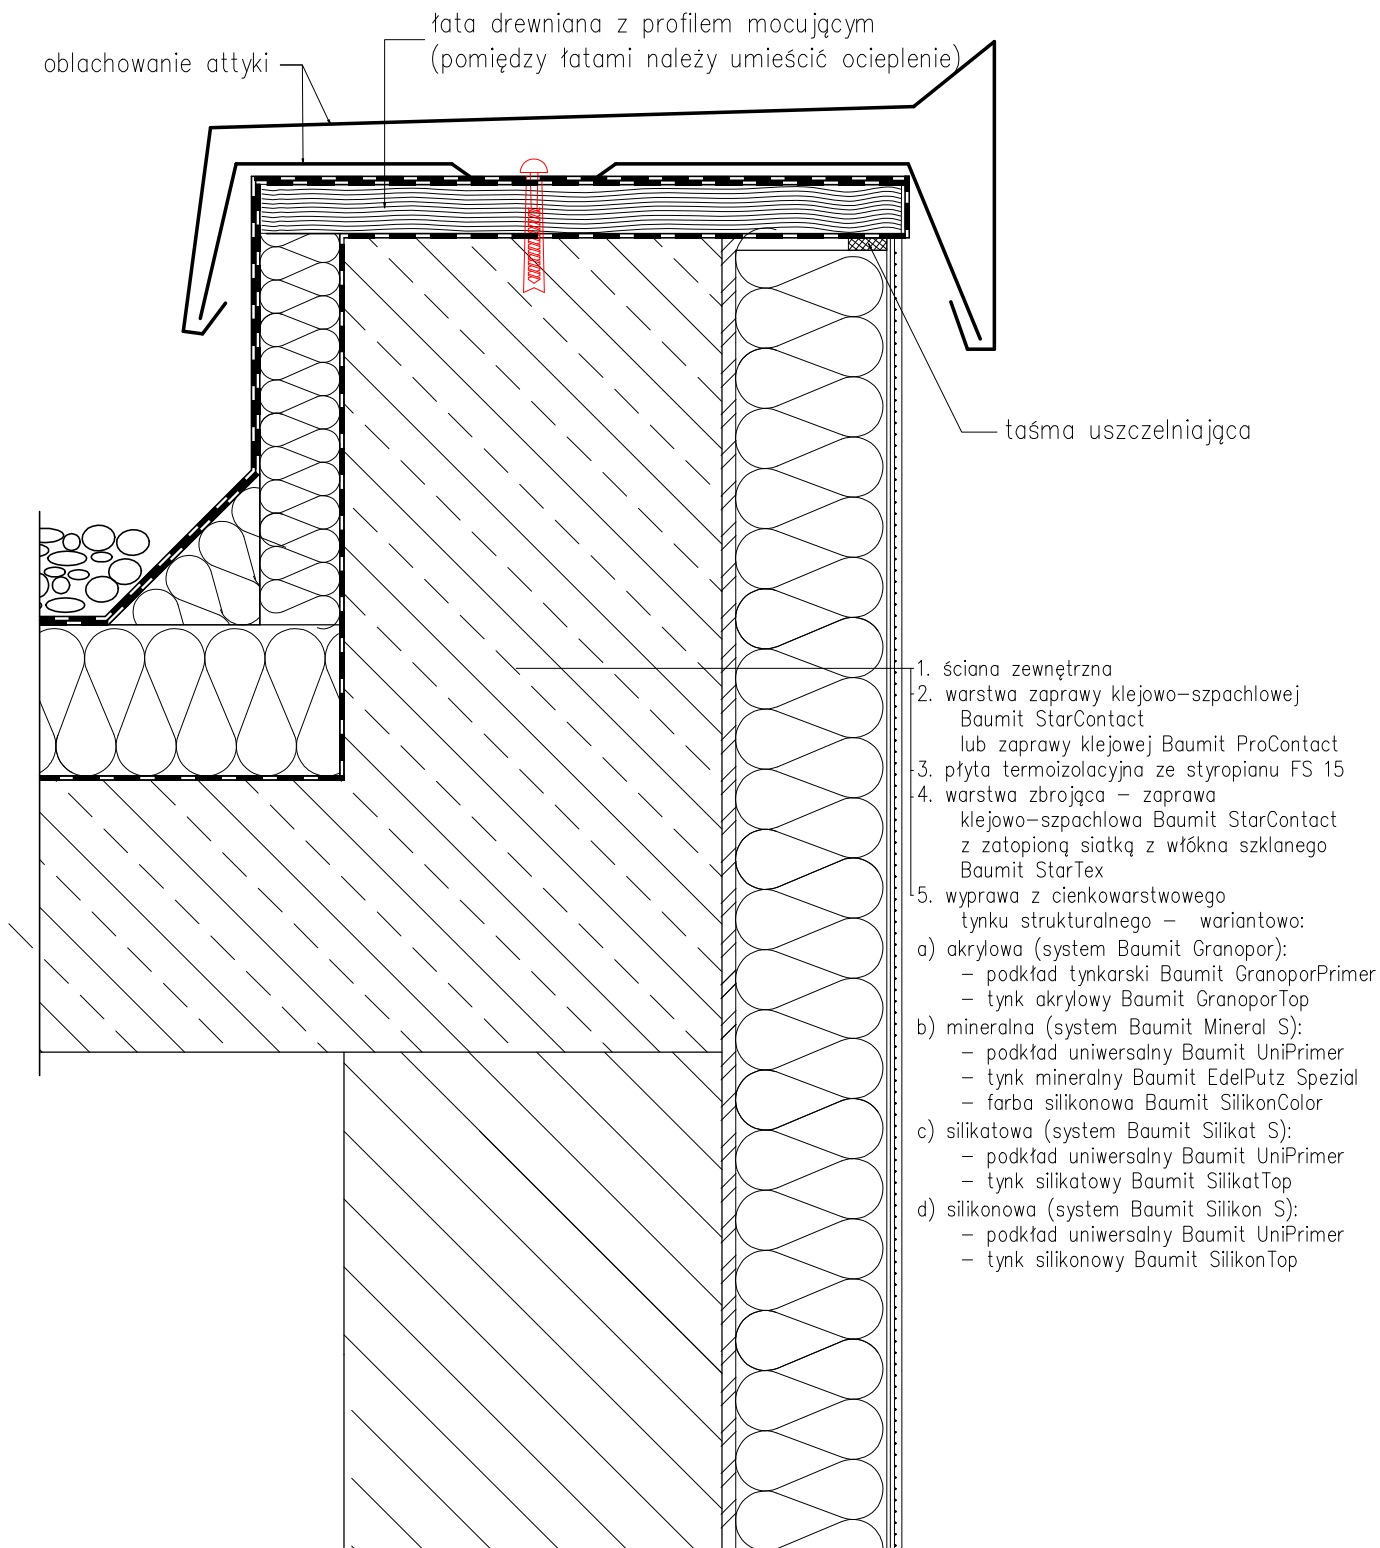 łata drewniana z profilem mocującym
(pomiędzy łatami należy umieścić ocieplenie)
oblachowanie attyki
taśma uszczelniająca
1. ściana zewnętrzna
2. warstwa zaprawy klejowo-szpachlowej
Baumit StarContact
lub zaprawy klejowej Baumit ProContact
3. płyta termoizolacyjna ze styropianu FS 15
4. warstwa zbrojąca – zaprawa
klejowo-szpachlowa Baumit StarContact
z zatopioną siatką z włókna szklanego
Baumit StarTex
5. wyprawa z cienkowarstwowego
tynku strukturalnego – wariantowo:
a) akrylowa (system Baumit Granopor):
– podkład tynkarski Baumit GranoporPrimer
– tynk akrylowy Baumit GranoporTop
b) mineralna (system Baumit Mineral S):
– podkład uniwersalny Baumit UniPrimer
– tynk mineralny Baumit EdelPutz Spezial
– farba silikonowa Baumit SilikonColor
c) silikatowa (system Baumit Silikat S):
– podkład uniwersalny Baumit UniPrimer
– tynk silikatowy Baumit SilikatTop
d) silikonowa (system Baumit Silikon S):
– podkład uniwersalny Baumit UniPrimer
– tynk silikonowy Baumit SilikonTop